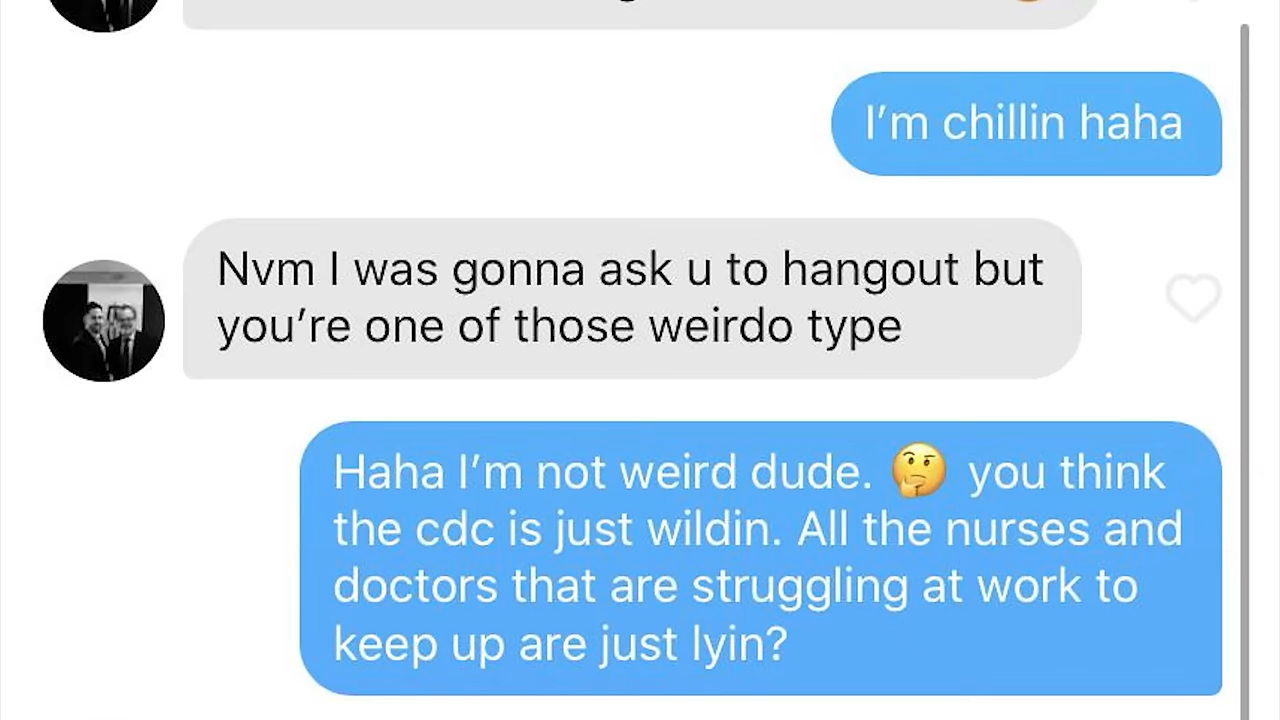 I'm chillin haha
Nvm I was gonna ask u to hangout but
you're one of those weirdo type
Haha I'm not weird dude. 🤔 you think
the cdc is just wildin. All the nurses and
doctors that are struggling at work to
keep up are just lyin?